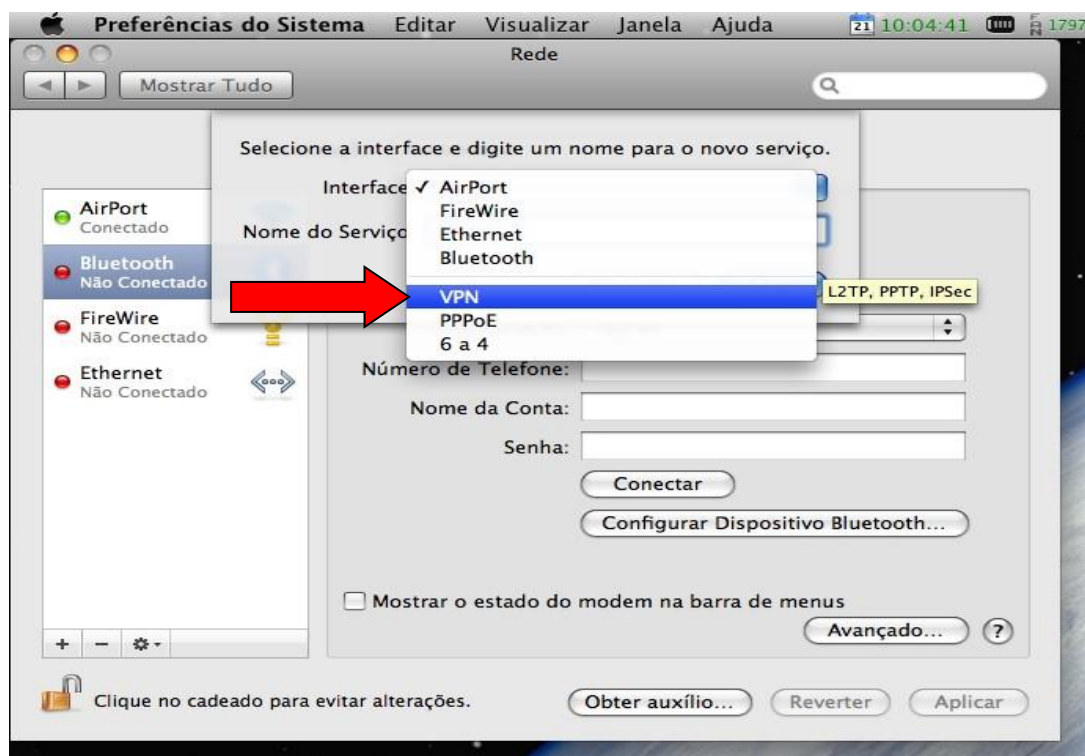 Preferências do Sistema Editar Visualizar Janela Ajuda 21 10:04:41 FAN 1797
Rede
Mostrar Tudo
Selecione a interface e digite um nome para o novo serviço.
Interface ✓ AirPort
FireWire
Ethernet
Bluetooth
VPN
PPPoE
6 a 4
Nome do Serviço
L2TP, PPTP, IPSec
AirPort
Conectado
Bluetooth
Não Conectado
FireWire
Não Conectado
Ethernet
Não Conectado
Número de Telefone:
Nome da Conta:
Senha:
Conectar
Configurar Dispositivo Bluetooth...
Mostrar o estado do modem na barra de menus
Avançado... ?
+ −
Clique no cadeado para evitar alterações.
Obter auxílio... Reverter Aplicar